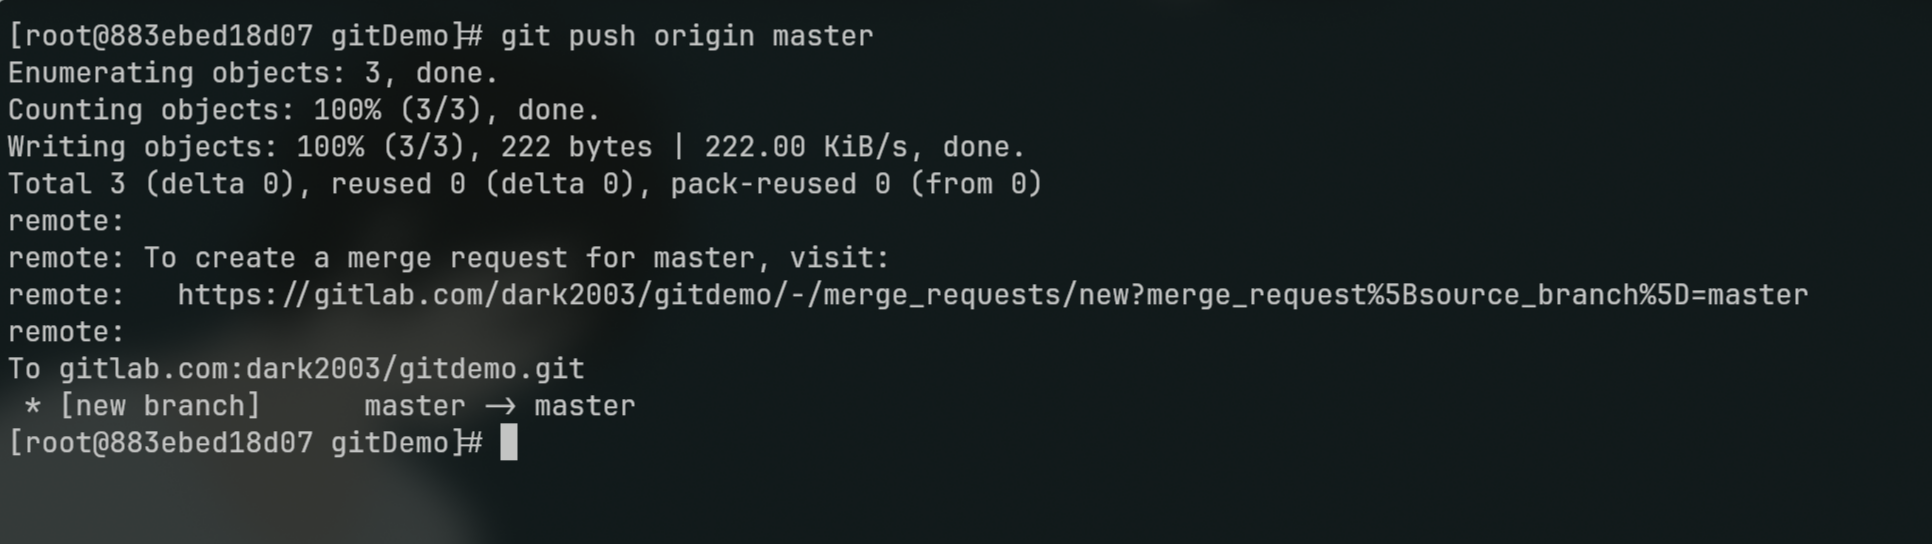 [root@883ebed18d07 gitDemo]# git push origin master
Enumerating objects: 3, done.
Counting objects: 100% (3/3), done.
Writing objects: 100% (3/3), 222 bytes | 222.00 KiB/s, done.
Total 3 (delta 0), reused 0 (delta 0), pack-reused 0 (from 0)
remote:
remote: To create a merge request for master, visit:
remote:   https://gitlab.com/dark2003/gitdemo/-/merge_requests/new?merge_request%5Bsource_branch%5D=master
remote:
To gitlab.com:dark2003/gitdemo.git
 * [new branch]      master -> master
[root@883ebed18d07 gitDemo]#